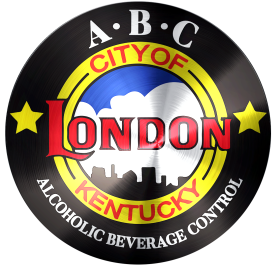 A·B·C
CITY OF
LONDON
KENTUCKY
ALCOHOLIC BEVERAGE CONTROL